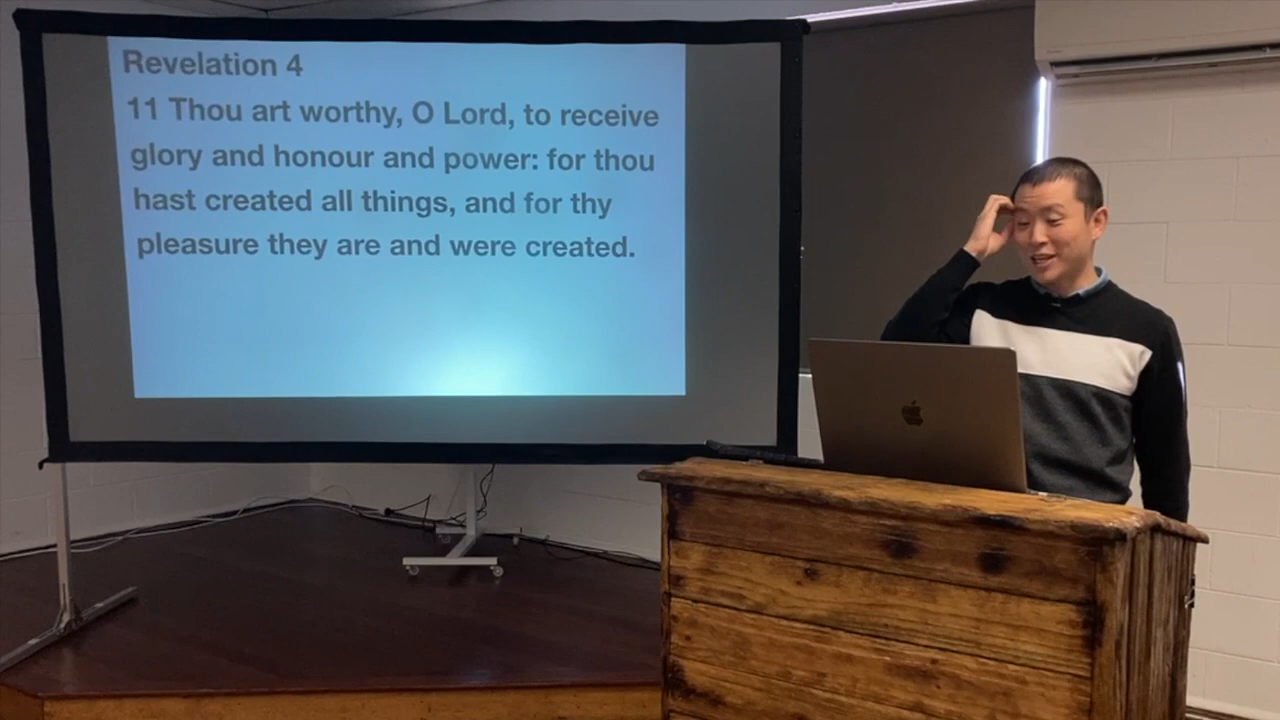 Revelation 4
11 Thou art worthy, O Lord, to receive
glory and honour and power: for thou
hast created all things, and for thy
pleasure they are and were created.